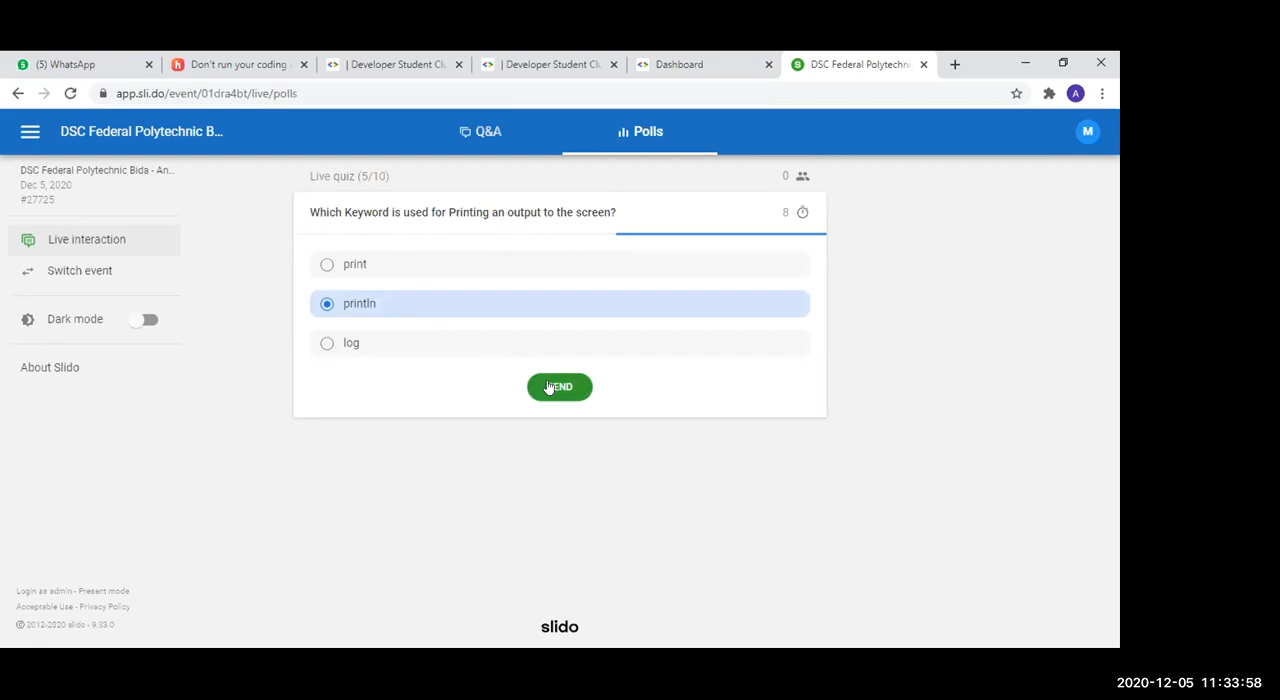 (5) WhatsApp
Don't run your coding
| Developer Student Clu
| Developer Student Clu
Dashboard
DSC Federal Polytechni
app.sli.do/event/01dra4bt/live/polls
A
DSC Federal Polytechnic B...
Q&A
Polls
M
DSC Federal Polytechnic Bida - An...
Dec 5, 2020
#27725
Live interaction
Switch event
Dark mode
About Slido
Live quiz (5/10)
0
Which Keyword is used for Printing an output to the screen?
8
print
println
log
SEND
Login as admin - Present mode
Acceptable Use - Privacy Policy
© 2012-2020 slido - 9.33.0
slido
2020-12-05 11:33:58